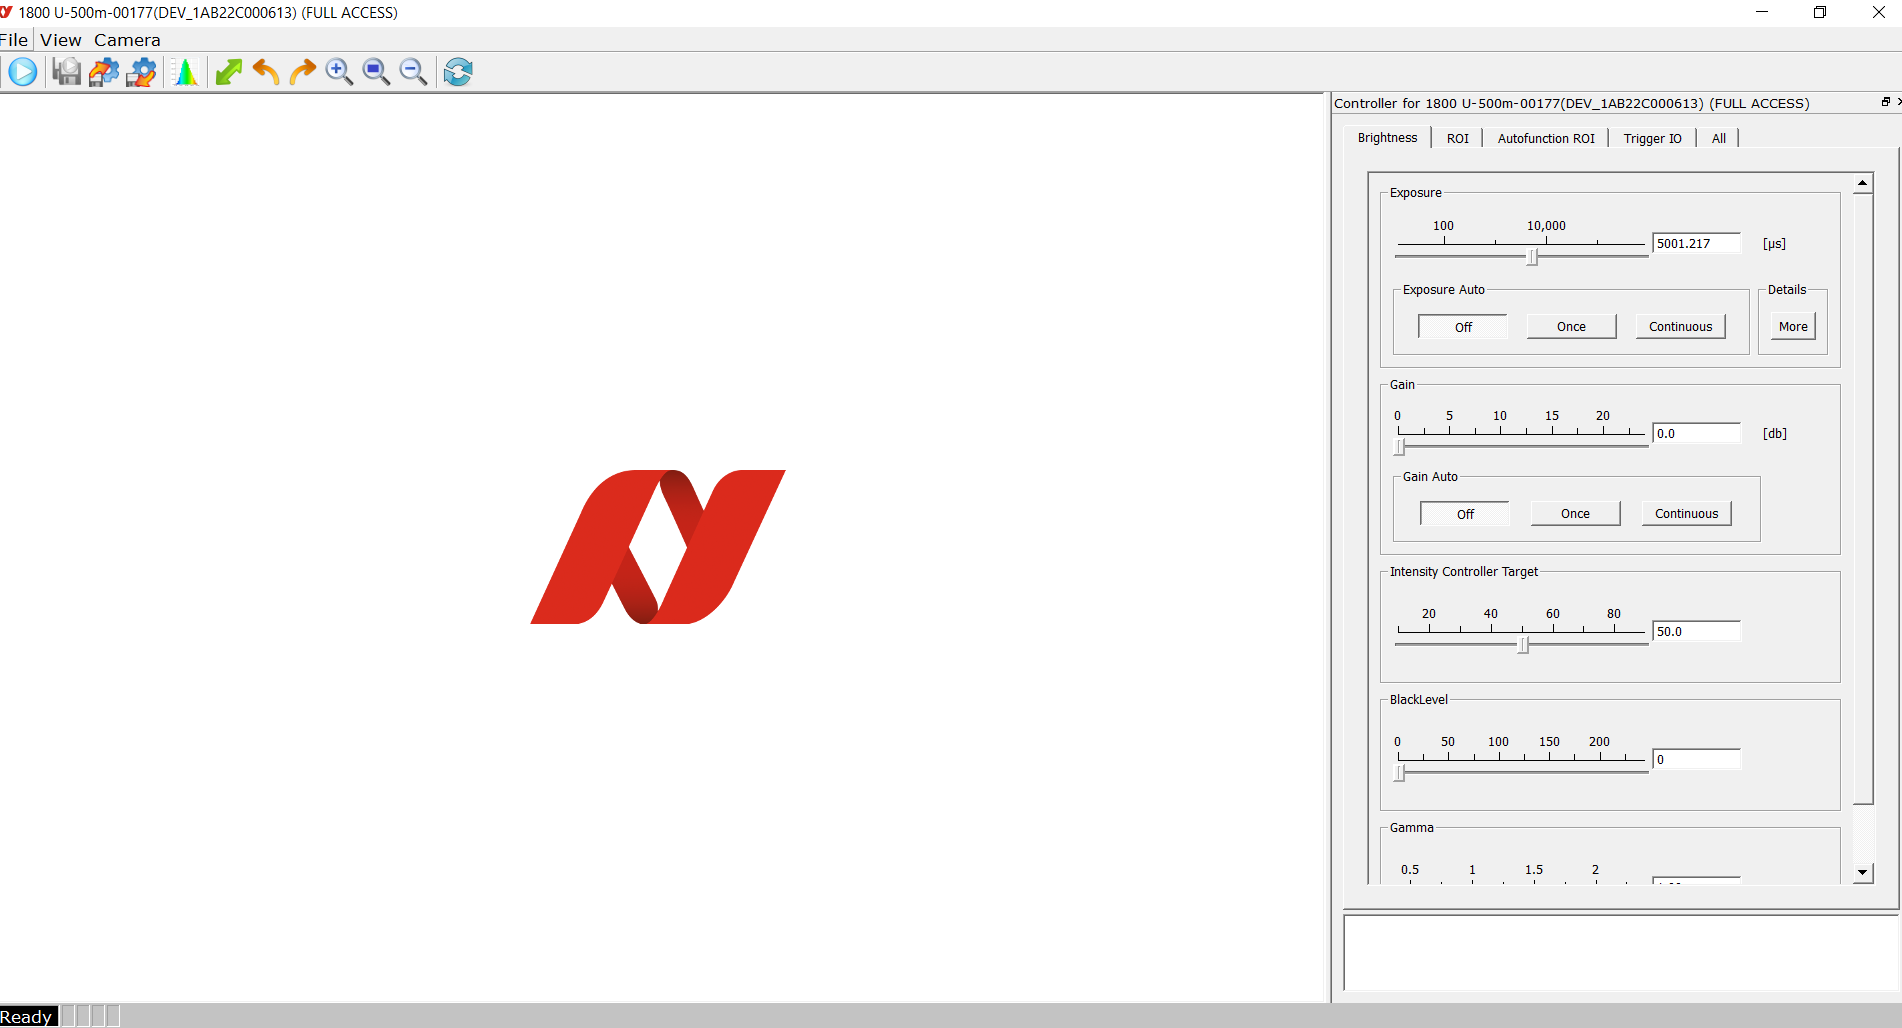 1800 U-500m-00177(DEV_1AB22C000613) (FULL ACCESS)
File View Camera
Controller for 1800 U-500m-00177(DEV_1AB22C000613) (FULL ACCESS)
Brightness ROI Autofunction ROI Trigger IO All
Exposure
100 10,000
5001.217 [µs]
Exposure Auto Details
Off Once Continuous More
Gain
0 5 10 15 20
0.0 [db]
Gain Auto
Off Once Continuous
Intensity Controller Target
20 40 60 80
50.0
BlackLevel
0 50 100 150 200
0
Gamma
0.5 1 1.5 2
Ready